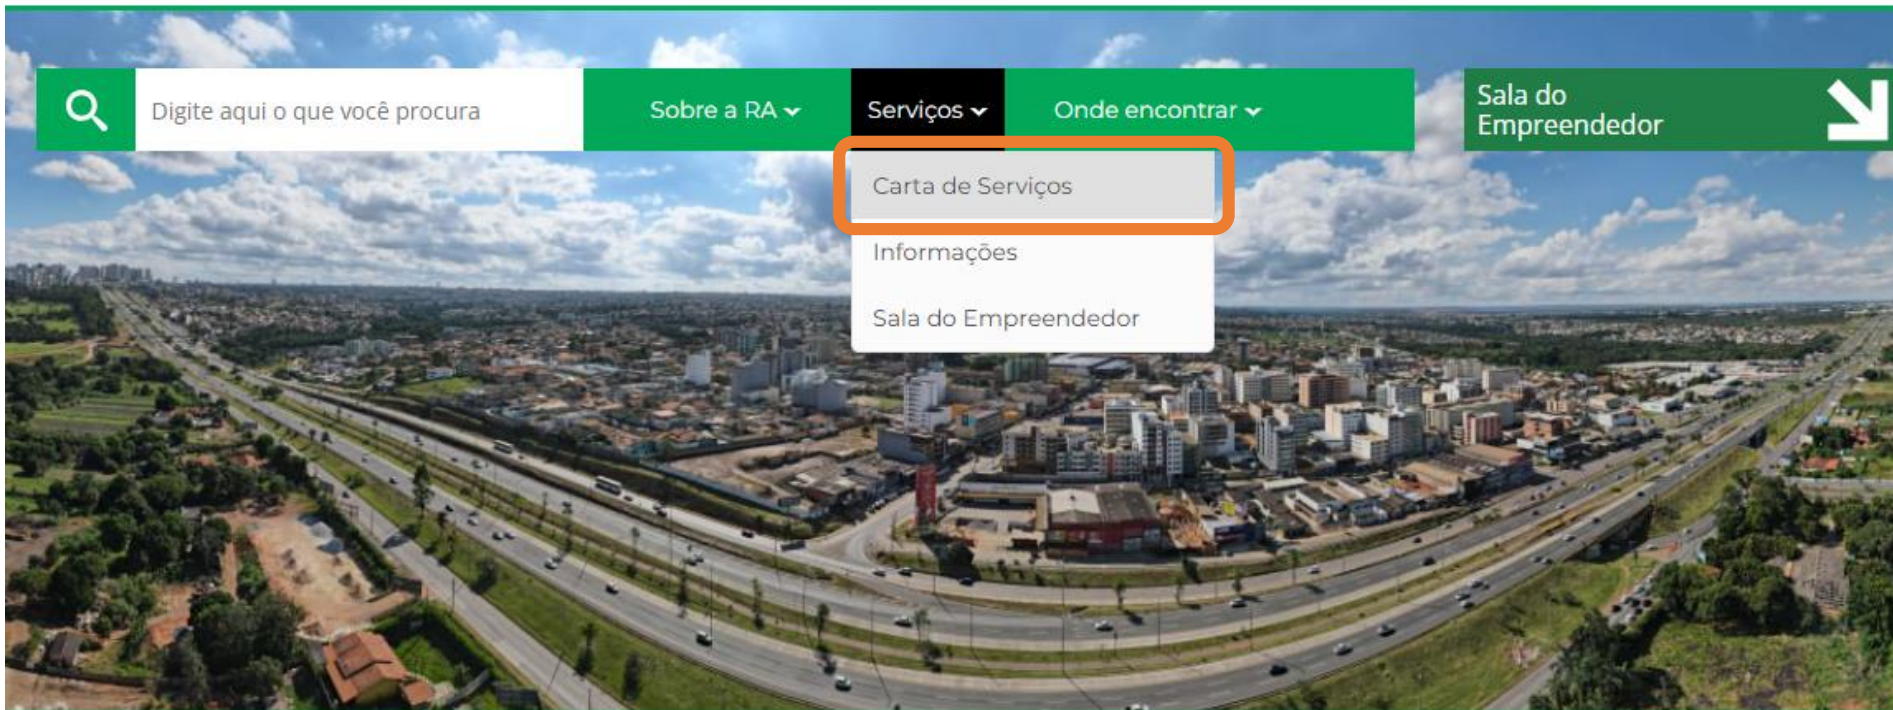 Digite aqui o que você procura
Sobre a RA
Serviços
Onde encontrar
Sala do
Empreendedor
Carta de Serviços
Informações
Sala do Empreendedor